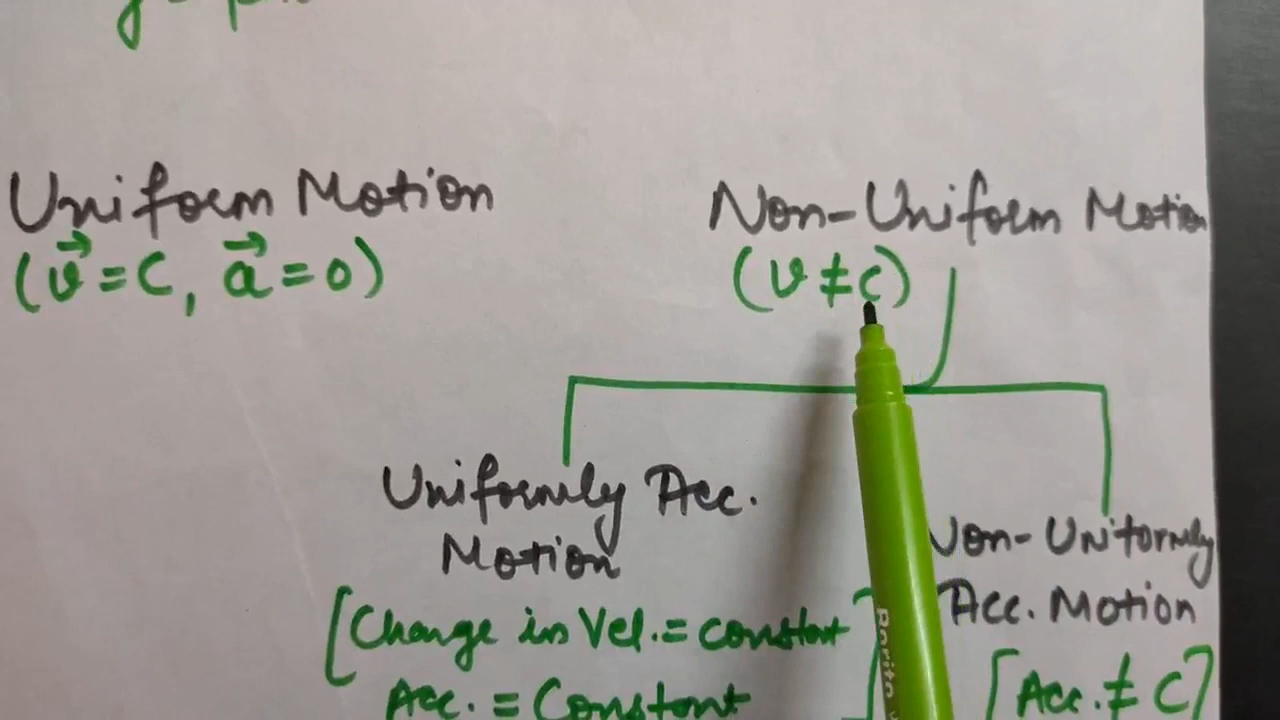 Uniform Motion
(v⃗ = C, a⃗ = 0)
Non-Uniform Motion
(v ≠ C)
Uniformly Acc.
Motion
[Change in Vel. = constant
Acc. = Constant
]
Non-Uniformly
Acc. Motion
[Acc. ≠ C]